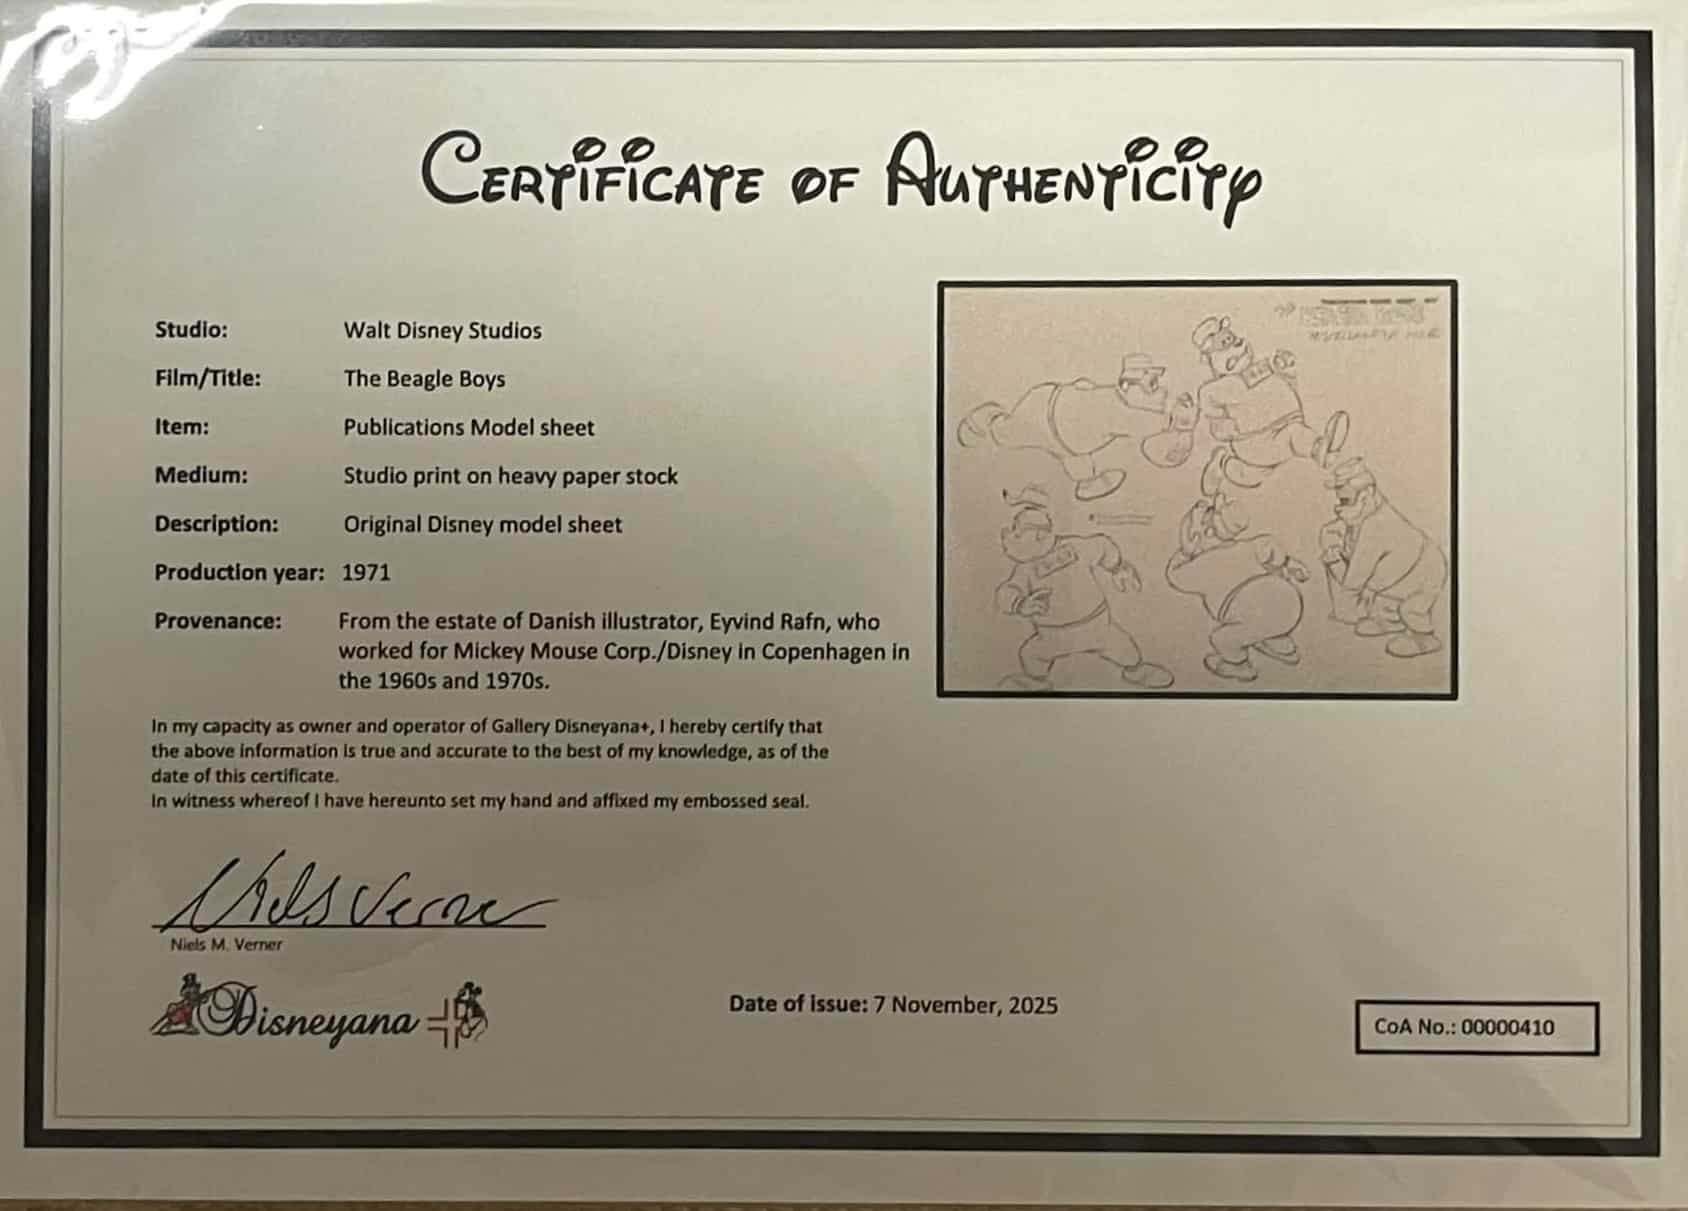 Certificate of Authenticity
Studio: Walt Disney Studios
Film/Title: The Beagle Boys
Item: Publications Model sheet
Medium: Studio print on heavy paper stock
Description: Original Disney model sheet
Production year: 1971
Provenance: From the estate of Danish illustrator, Eyvind Rafn, who
worked for Mickey Mouse Corp./Disney in Copenhagen in
the 1960s and 1970s.
In my capacity as owner and operator of Gallery Disneyana+, I hereby certify that
the above information is true and accurate to the best of my knowledge, as of the
date of this certificate.
In witness whereof I have hereunto set my hand and affixed my embossed seal.
Niels Verner
Niels M. Verner
Disneyana +
Date of issue: 7 November, 2025
CoA No.: 00000410